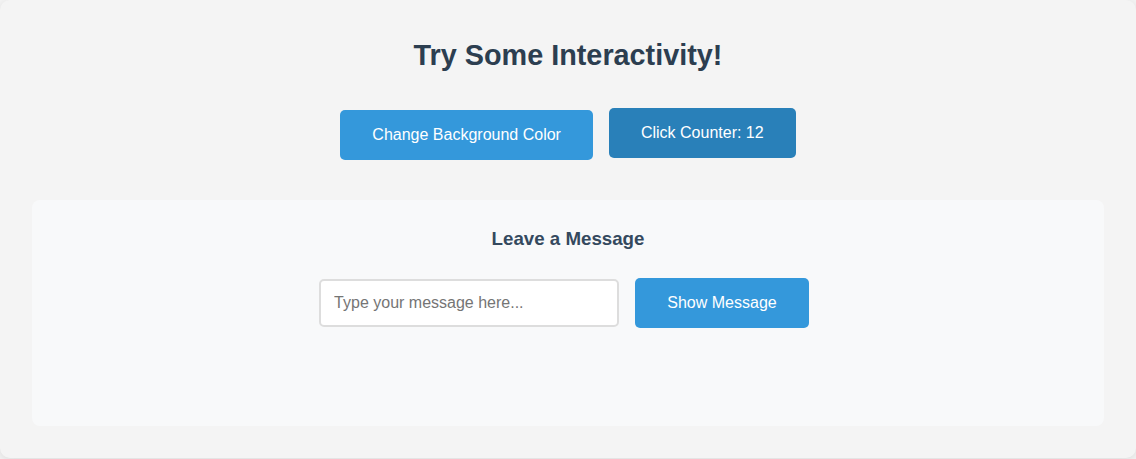 Try Some Interactivity!
Change Background Color
Click Counter: 12
Leave a Message
Type your message here...
Show Message